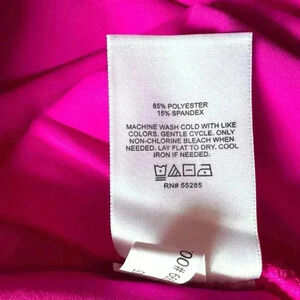 85% POLYESTER
15% SPANDEX
MACHINE WASH COLD WITH LIKE
COLORS. GENTLE CYCLE. ONLY
NON-CHLORINE BLEACH WHEN
NEEDED. LAY FLAT TO DRY. COOL
IRON IF NEEDED.
RN# 55285